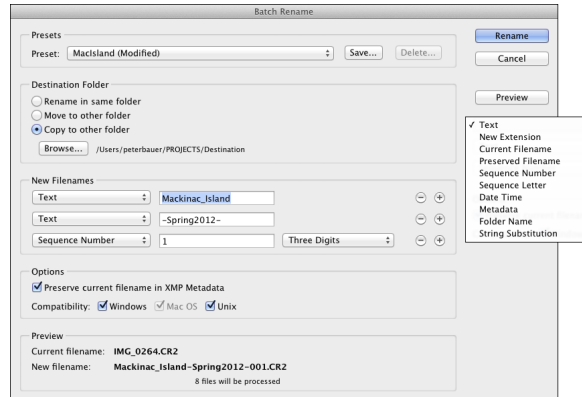 Batch Rename
Presets
Preset: MacIsland (Modified) Save... Delete...
Rename
Cancel
Preview
Destination Folder
Rename in same folder
Move to other folder
Copy to other folder
Browse... /Users/peterbauer/PROJECTS/Destination
✓ Text
New Extension
Current Filename
Preserved Filename
Sequence Number
Sequence Letter
Date Time
Metadata
Folder Name
String Substitution
New Filenames
Text Mackinac_Island
Text -Spring2012-
Sequence Number 1 Three Digits
Options
Preserve current filename in XMP Metadata
Compatibility: Windows Mac OS Unix
Preview
Current filename: IMG_0264.CR2
New filename: Mackinac_Island-Spring2012-001.CR2
8 files will be processed